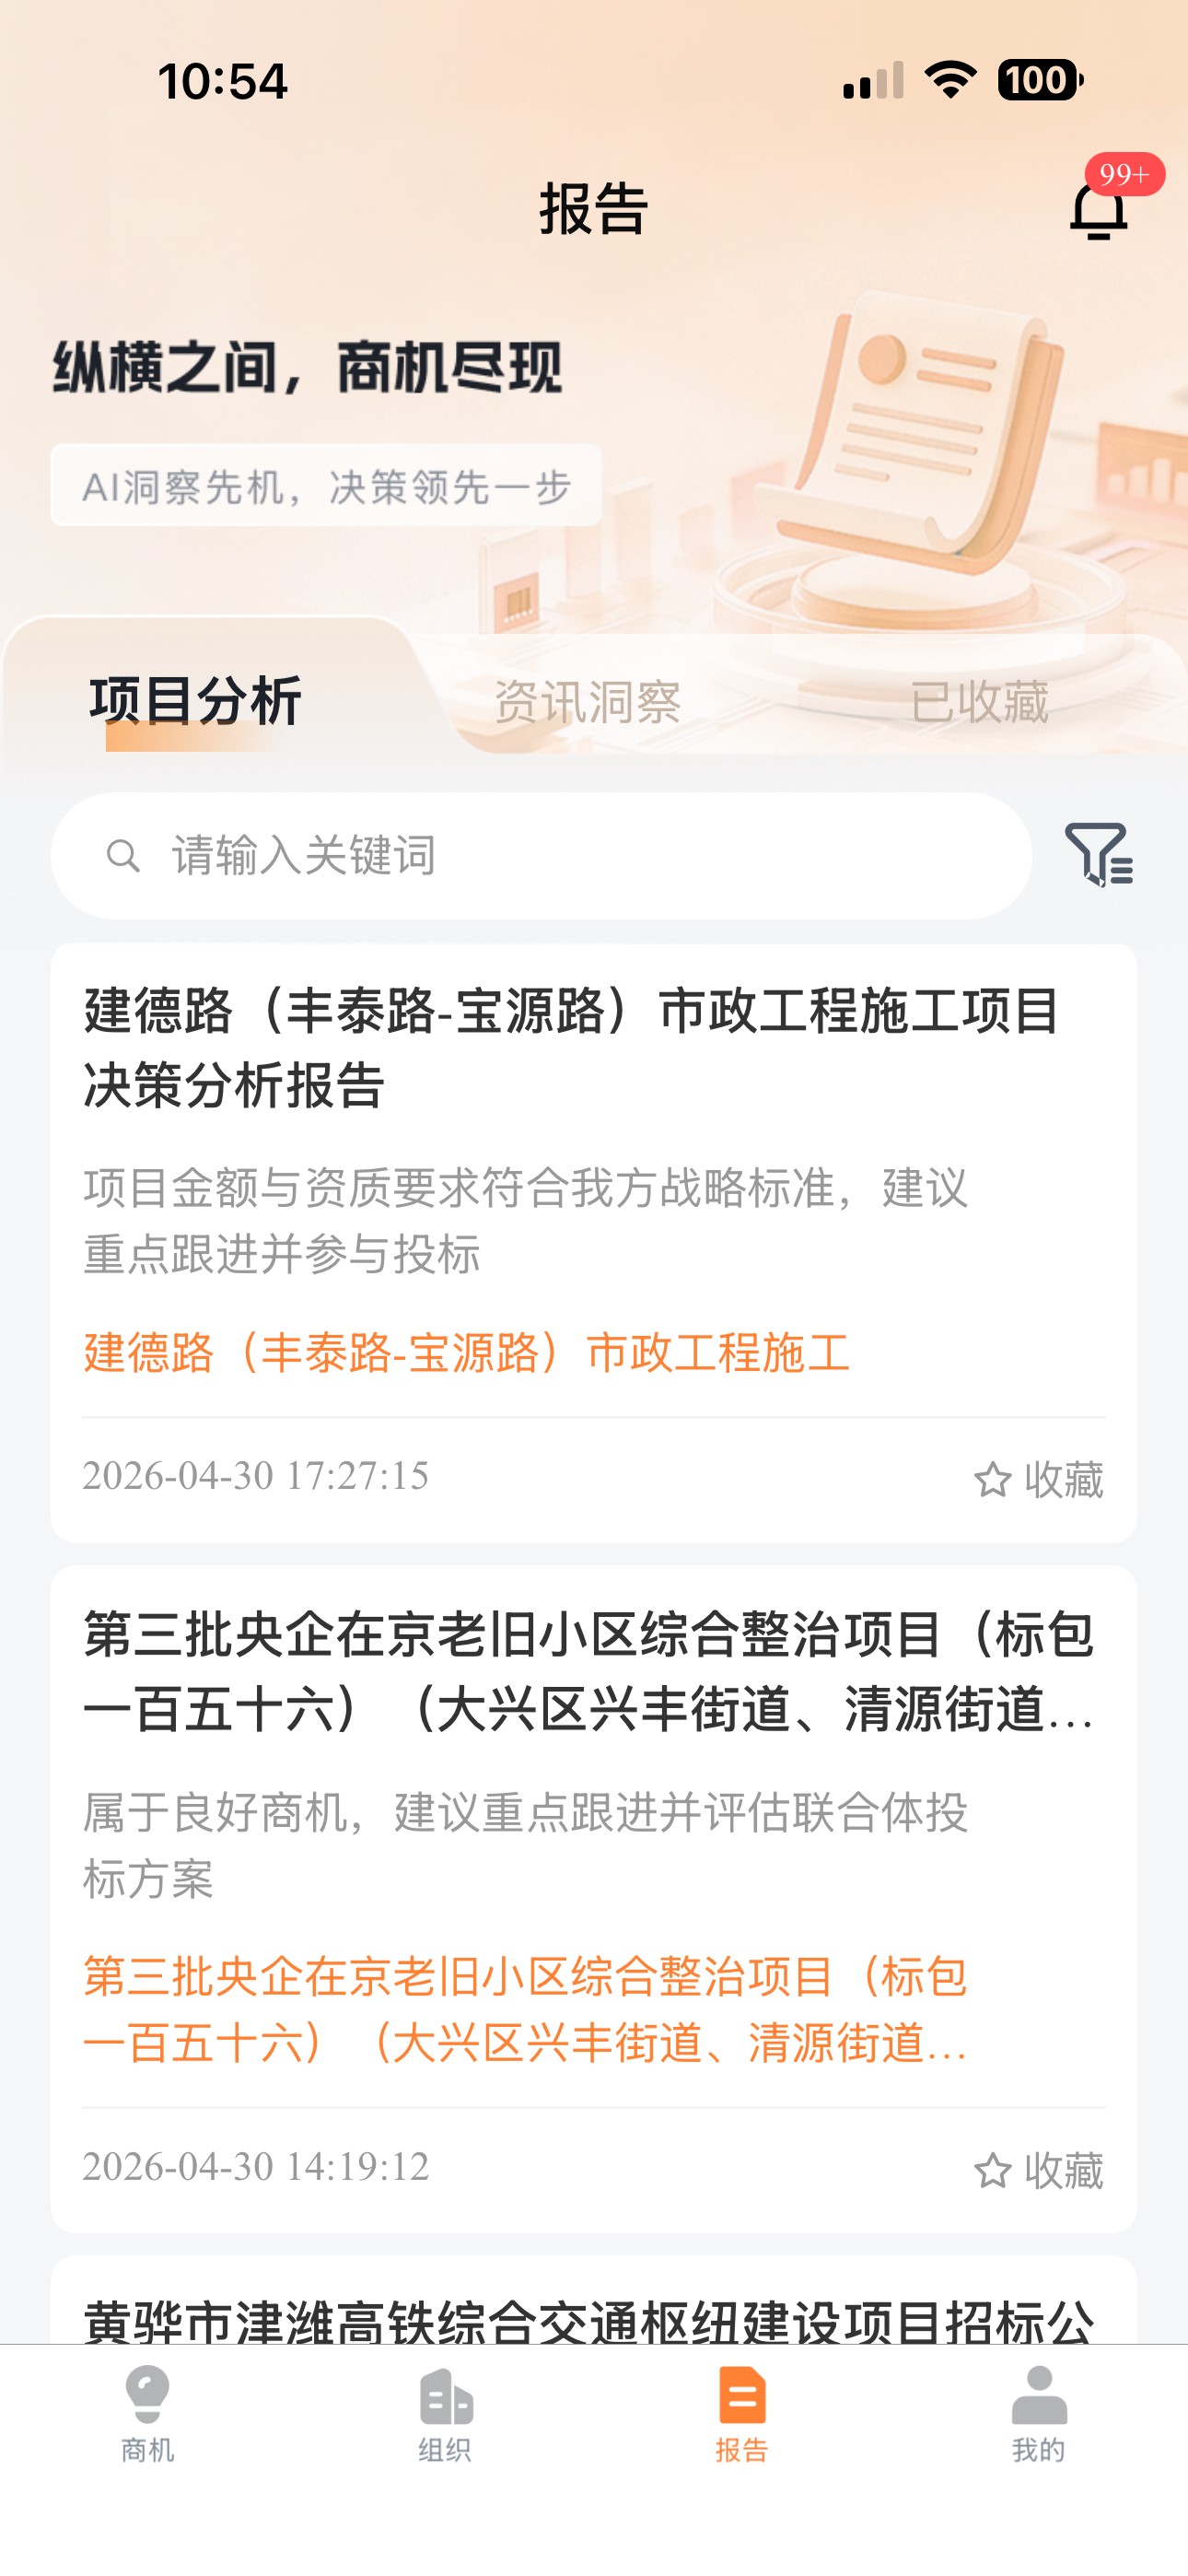 10:54
100
99+
报告
纵横之间，商机尽现
AI洞察先机，决策领先一步
项目分析
资讯洞察
已收藏
请输入关键词
建德路（丰泰路-宝源路）市政工程施工项目
决策分析报告
项目金额与资质要求符合我方战略标准，建议
重点跟进并参与投标
建德路（丰泰路-宝源路）市政工程施工
2026-04-30 17:27:15
收藏
第三批央企在京老旧小区综合整治项目（标包
一百五十六）（大兴区兴丰街道、清源街道...
属于良好商机，建议重点跟进并评估联合体投
标方案
第三批央企在京老旧小区综合整治项目（标包
一百五十六）（大兴区兴丰街道、清源街道...
2026-04-30 14:19:12
收藏
黄骅市津潍高铁综合交通枢纽建设项目招标公
商机
组织
报告
我的